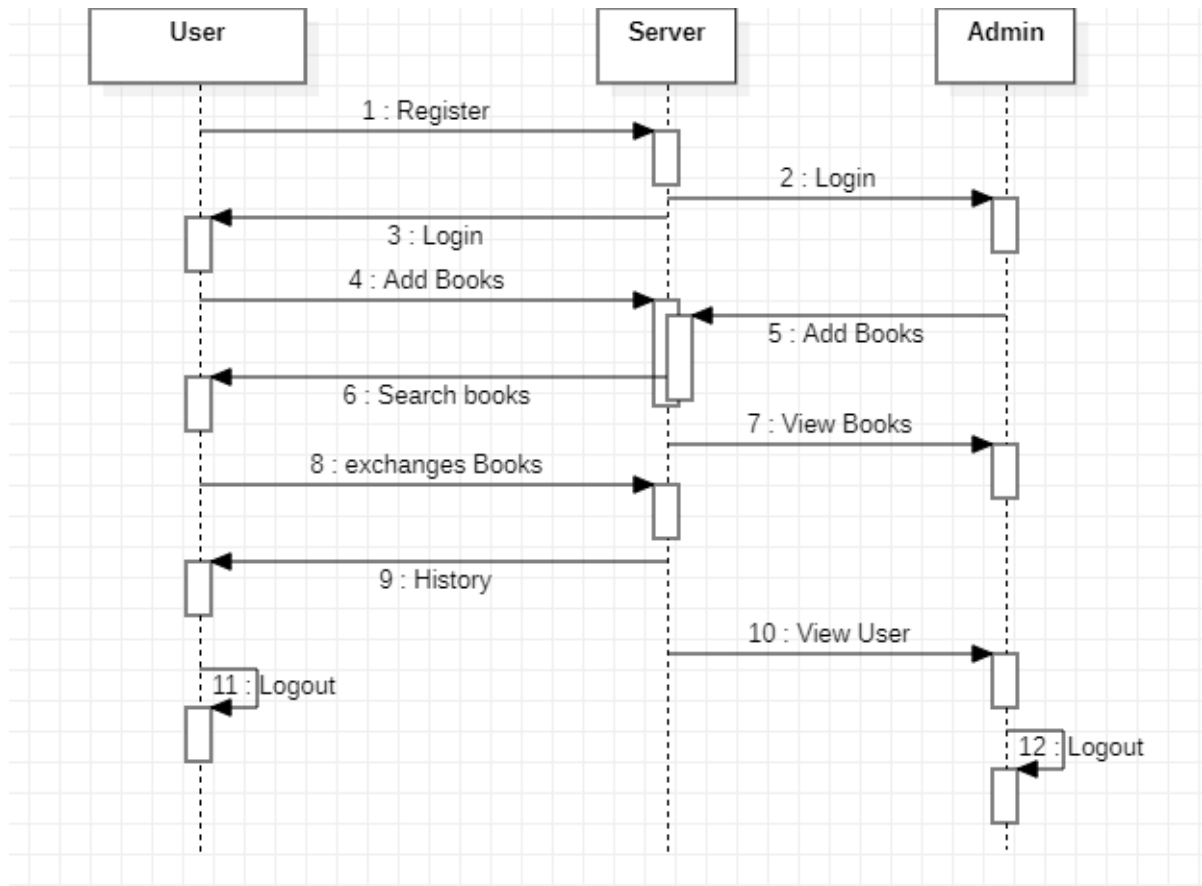 User
Server
Admin
1 : Register
2 : Login
3 : Login
4 : Add Books
5 : Add Books
6 : Search books
7 : View Books
8 : exchanges Books
9 : History
10 : View User
11 : Logout
12 : Logout